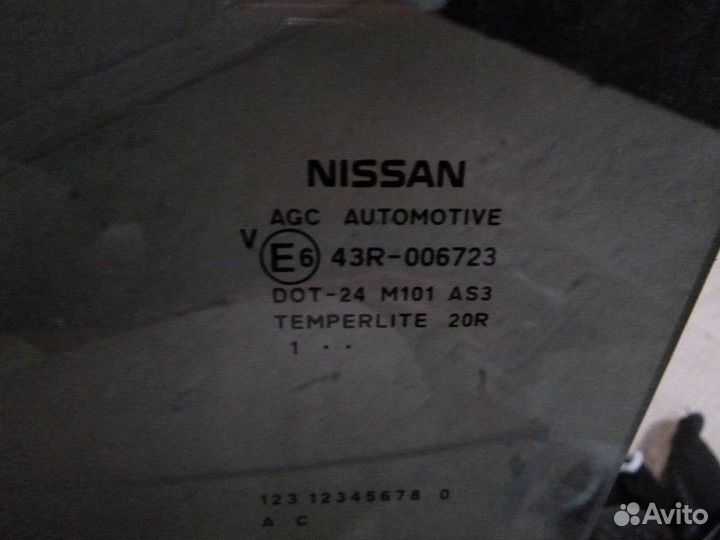 NISSAN
AGC AUTOMOTIVE
V E6 43R-006723
DOT-24 M101 AS3
TEMPERLITE 20R
1 · ·
123 12345678 0
A C
Avito